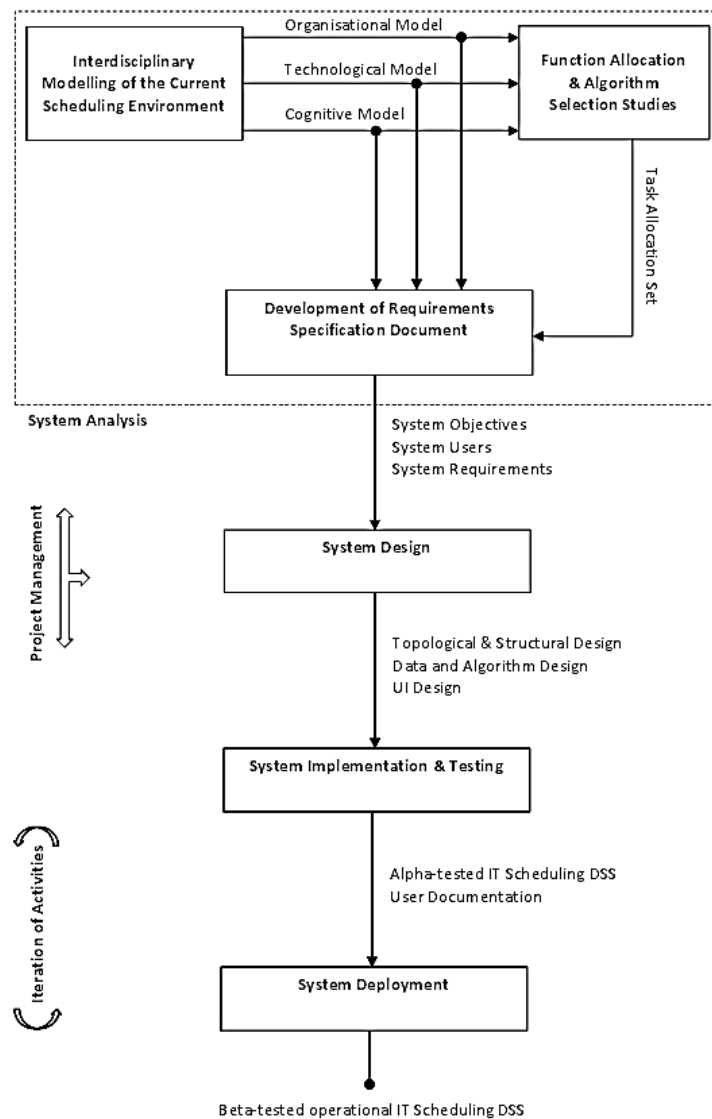 Organisational Model
Interdisciplinary
Modelling of the Current
Scheduling Environment
Technological Model
Cognitive Model
Function Allocation
& Algorithm
Selection Studies
Task Allocation Set
Development of Requirements
Specification Document
System Analysis
System Objectives
System Users
System Requirements
Project Management
System Design
Topological & Structural Design
Data and Algorithm Design
UI Design
System Implementation & Testing
Iteration of Activities
Alpha-tested IT Scheduling DSS
User Documentation
System Deployment
Beta-tested operational IT Scheduling DSS